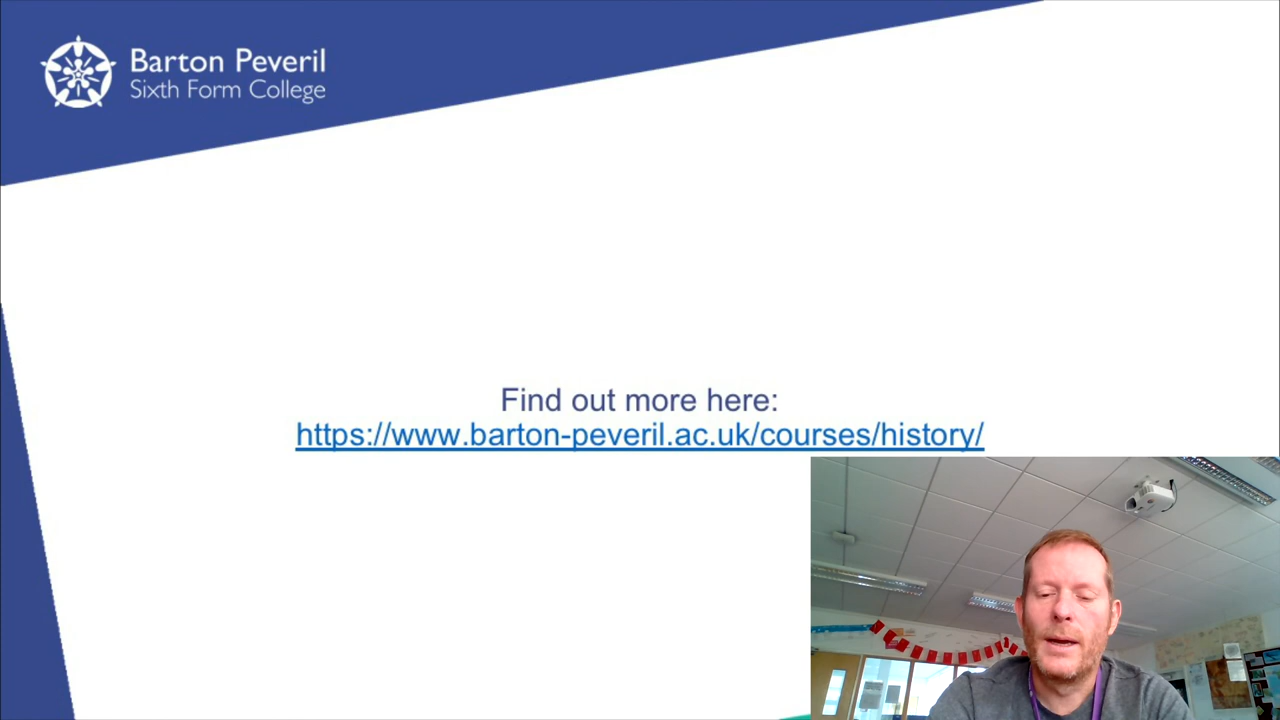 Barton Peveril
Sixth Form College
Find out more here:
https://www.barton-peveril.ac.uk/courses/history/